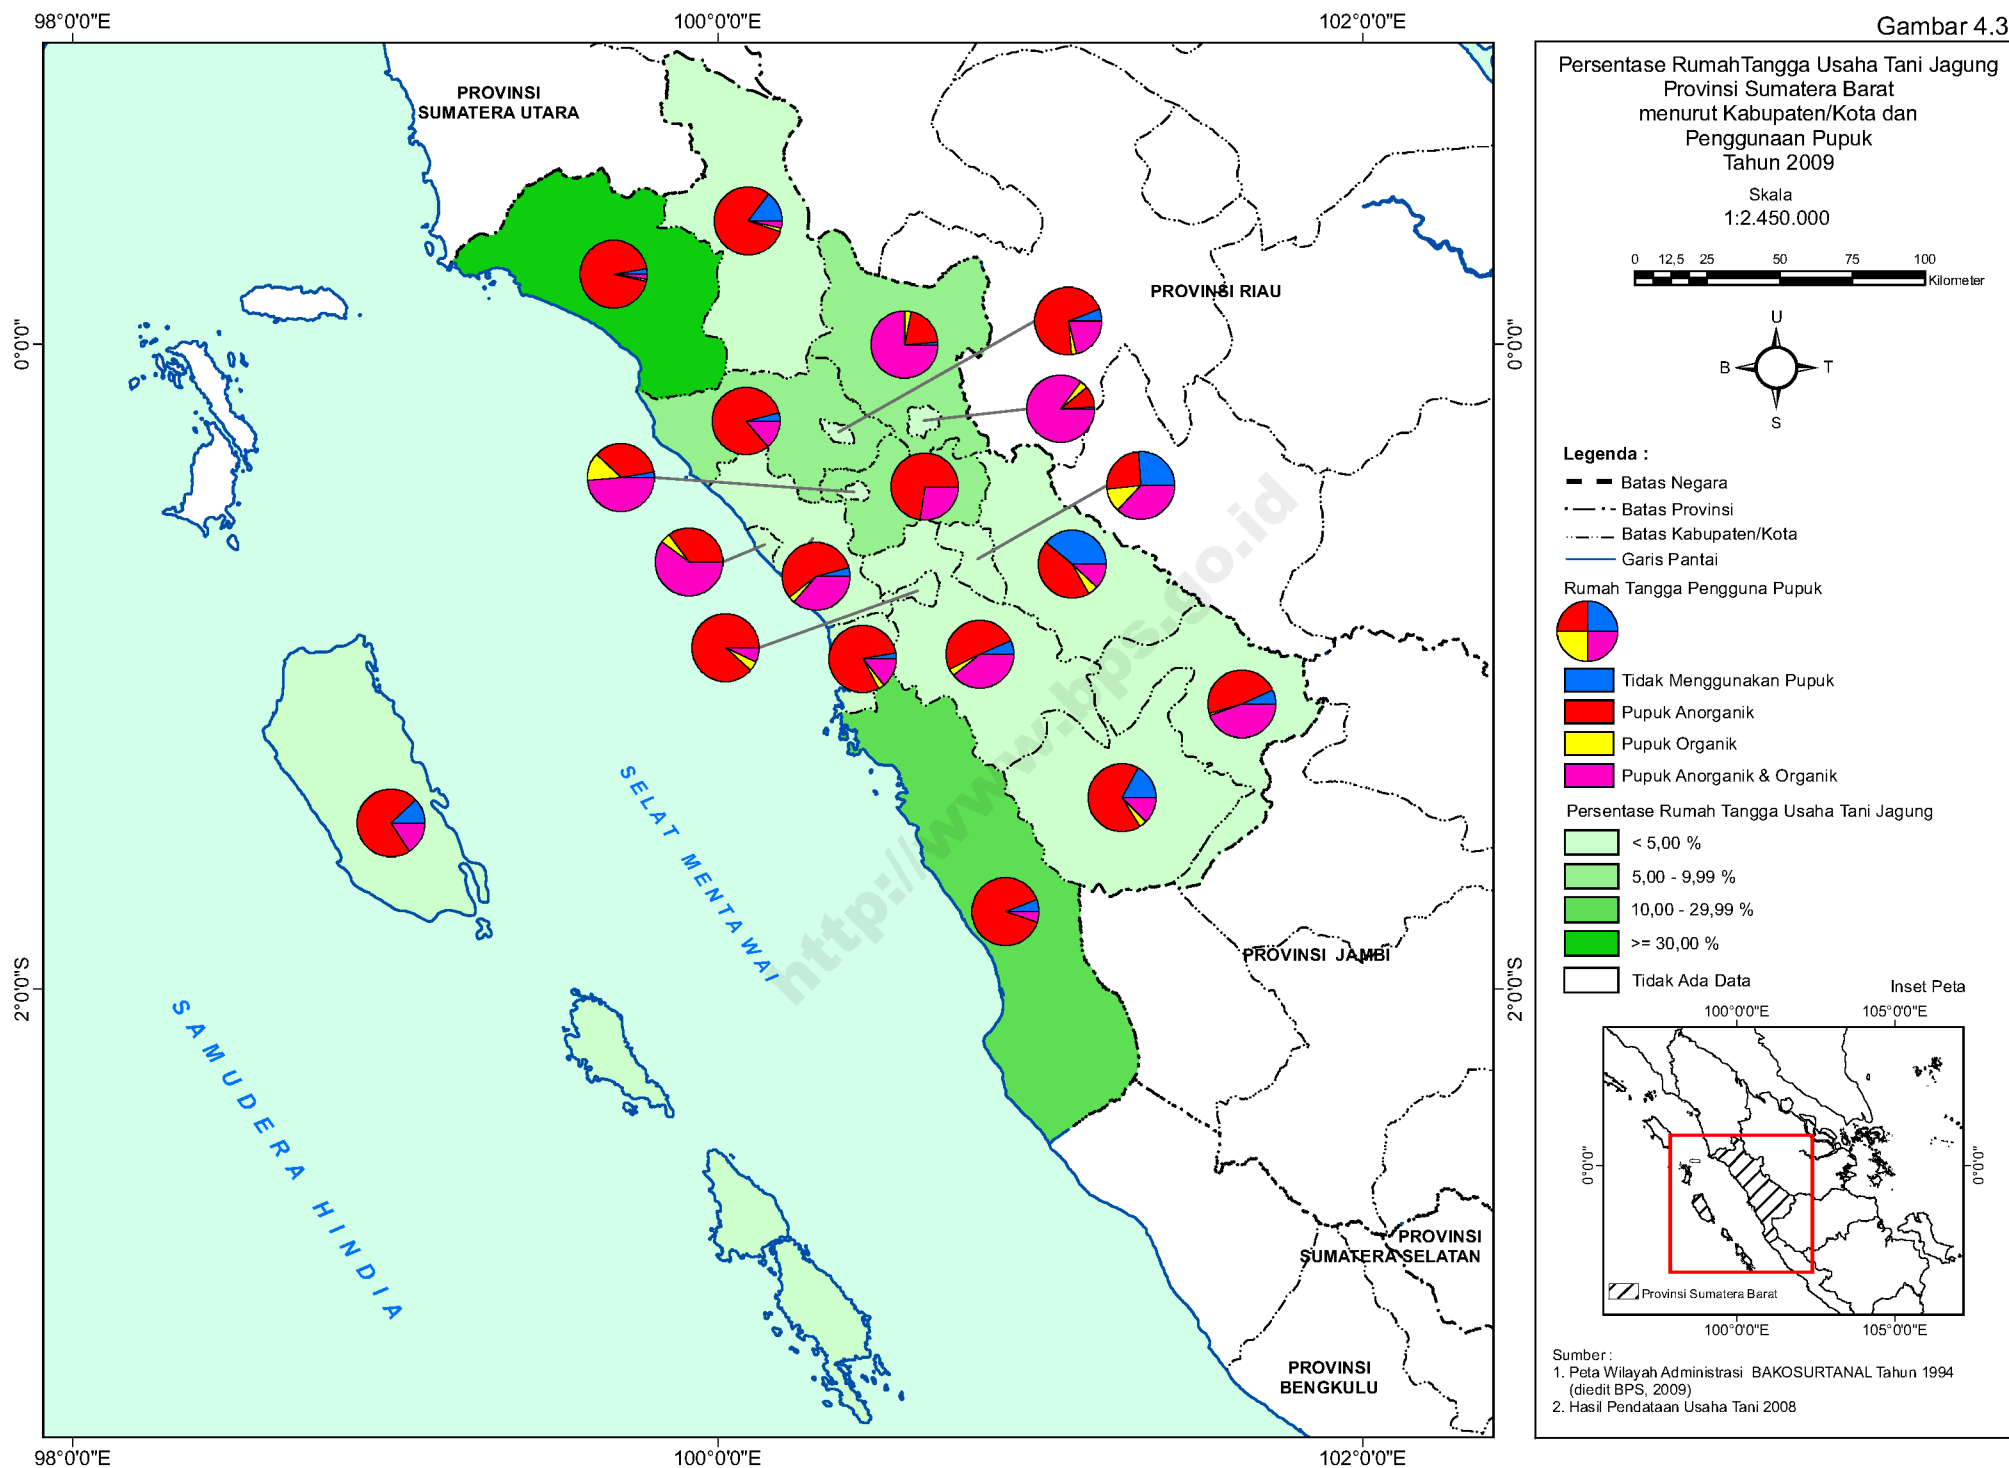 Gambar 4.3
98°0'0"E
100°0'0"E
102°0'0"E
0°0'0"
2°0'0"S
0°0'0"
2°0'0"S
98°0'0"E
100°0'0"E
102°0'0"E
PROVINSI
SUMATERA UTARA
PROVINSI RIAU
PROVINSI JAMBI
PROVINSI
SUMATERA SELATAN
PROVINSI
BENGKULU
SELAT MENTAWAI
SAMUDERA HINDIA
http://www.bps.go.id
Persentase RumahTangga Usaha Tani Jagung
Provinsi Sumatera Barat
menurut Kabupaten/Kota dan
Penggunaan Pupuk
Tahun 2009
Skala
1:2.450.000
0 12,5 25 50 75 100
Kilometer
U
B T
S
Legenda :
Batas Negara
Batas Provinsi
Batas Kabupaten/Kota
Garis Pantai
Rumah Tangga Pengguna Pupuk
Tidak Menggunakan Pupuk
Pupuk Anorganik
Pupuk Organik
Pupuk Anorganik & Organik
Persentase Rumah Tangga Usaha Tani Jagung
< 5,00 %
5,00 - 9,99 %
10,00 - 29,99 %
>= 30,00 %
Tidak Ada Data
Inset Peta
100°0'0"E
105°0'0"E
0°0'0"
0°0'0"
Provinsi Sumatera Barat
100°0'0"E
105°0'0"E
Sumber :
1. Peta Wilayah Administrasi BAKOSURTANAL Tahun 1994
(diedit BPS, 2009)
2. Hasil Pendataan Usaha Tani 2008